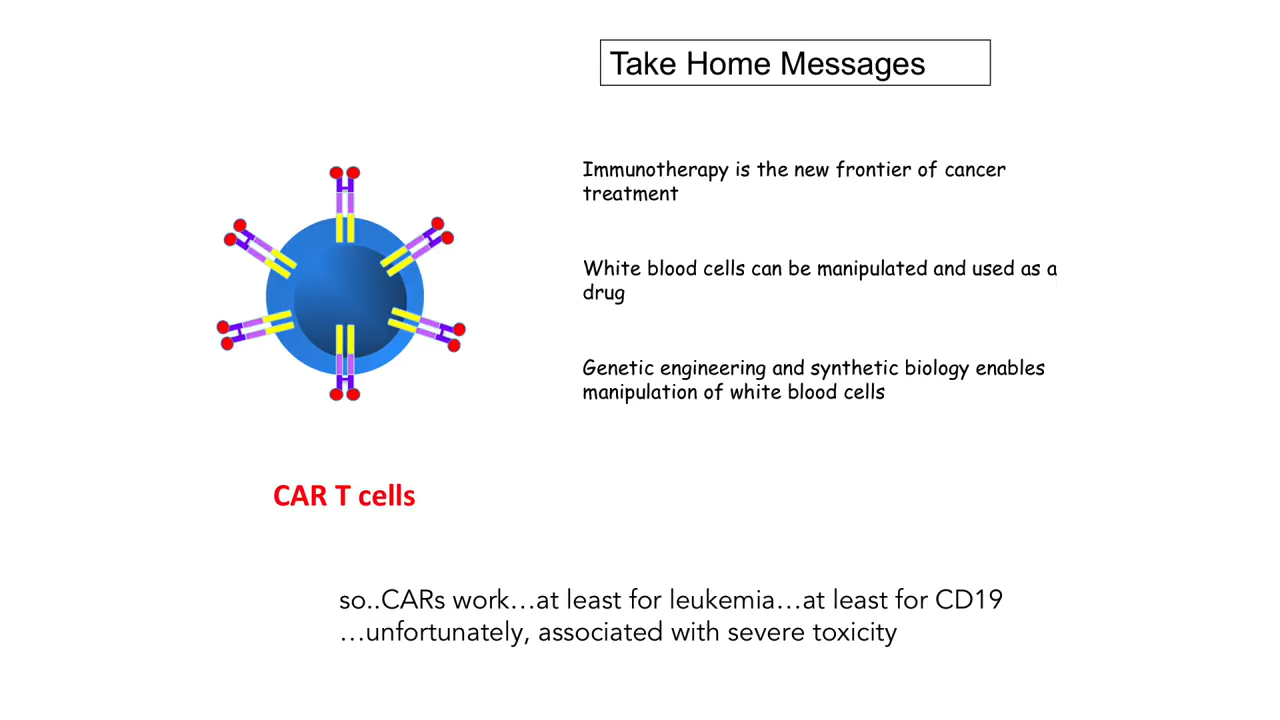 Take Home Messages
Immunotherapy is the new frontier of cancer
treatment
White blood cells can be manipulated and used as a
drug
Genetic engineering and synthetic biology enables
manipulation of white blood cells
CAR T cells
so..CARs work...at least for leukemia...at least for CD19
...unfortunately, associated with severe toxicity